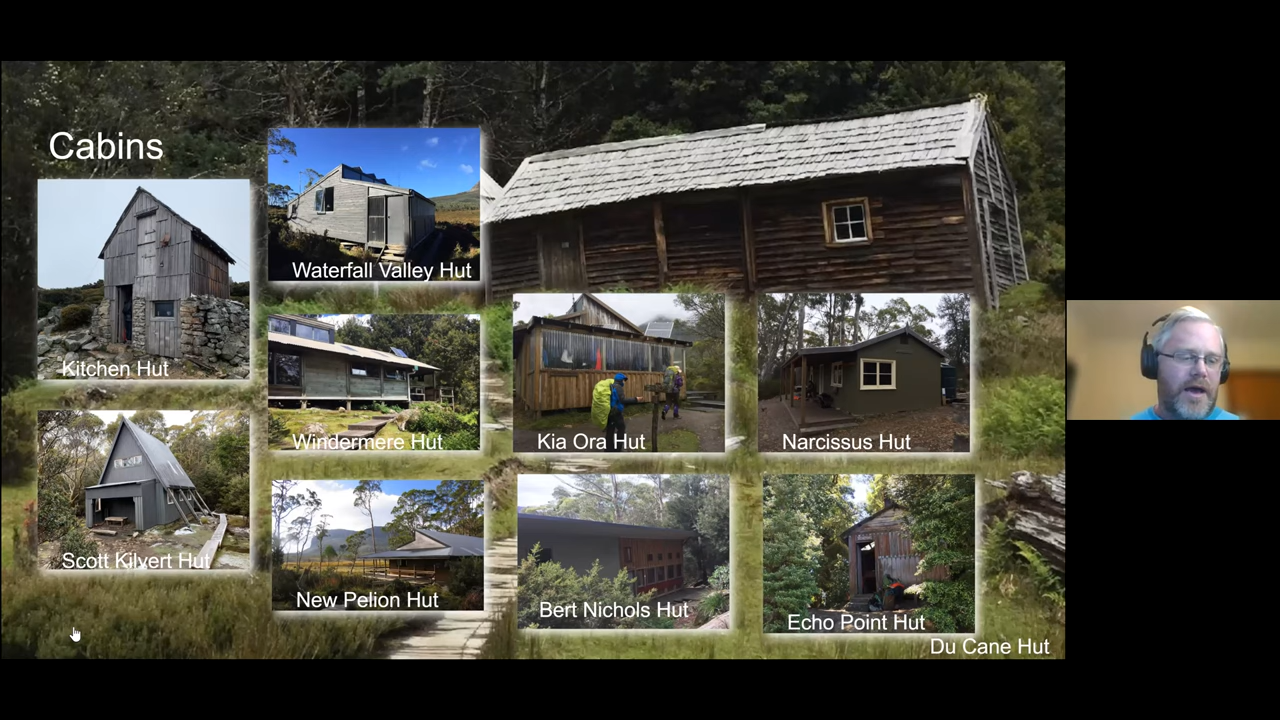 Cabins
Kitchen Hut
Scott Kilvert Hut
Waterfall Valley Hut
Windermere Hut
New Pelion Hut
Kia Ora Hut
Bert Nichols Hut
Narcissus Hut
Echo Point Hut
Du Cane Hut